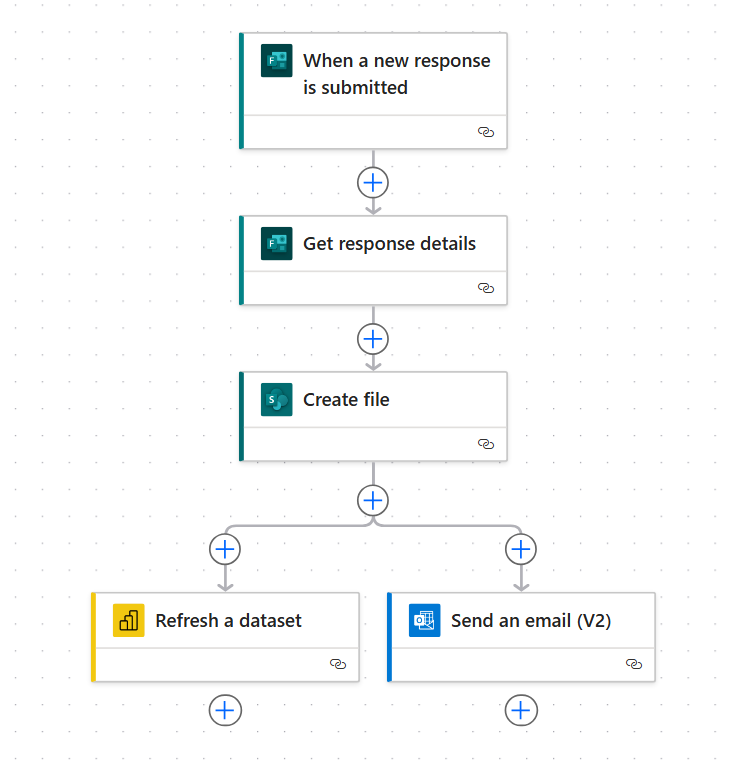 When a new response
is submitted
Get response details
Create file
Refresh a dataset
Send an email (V2)